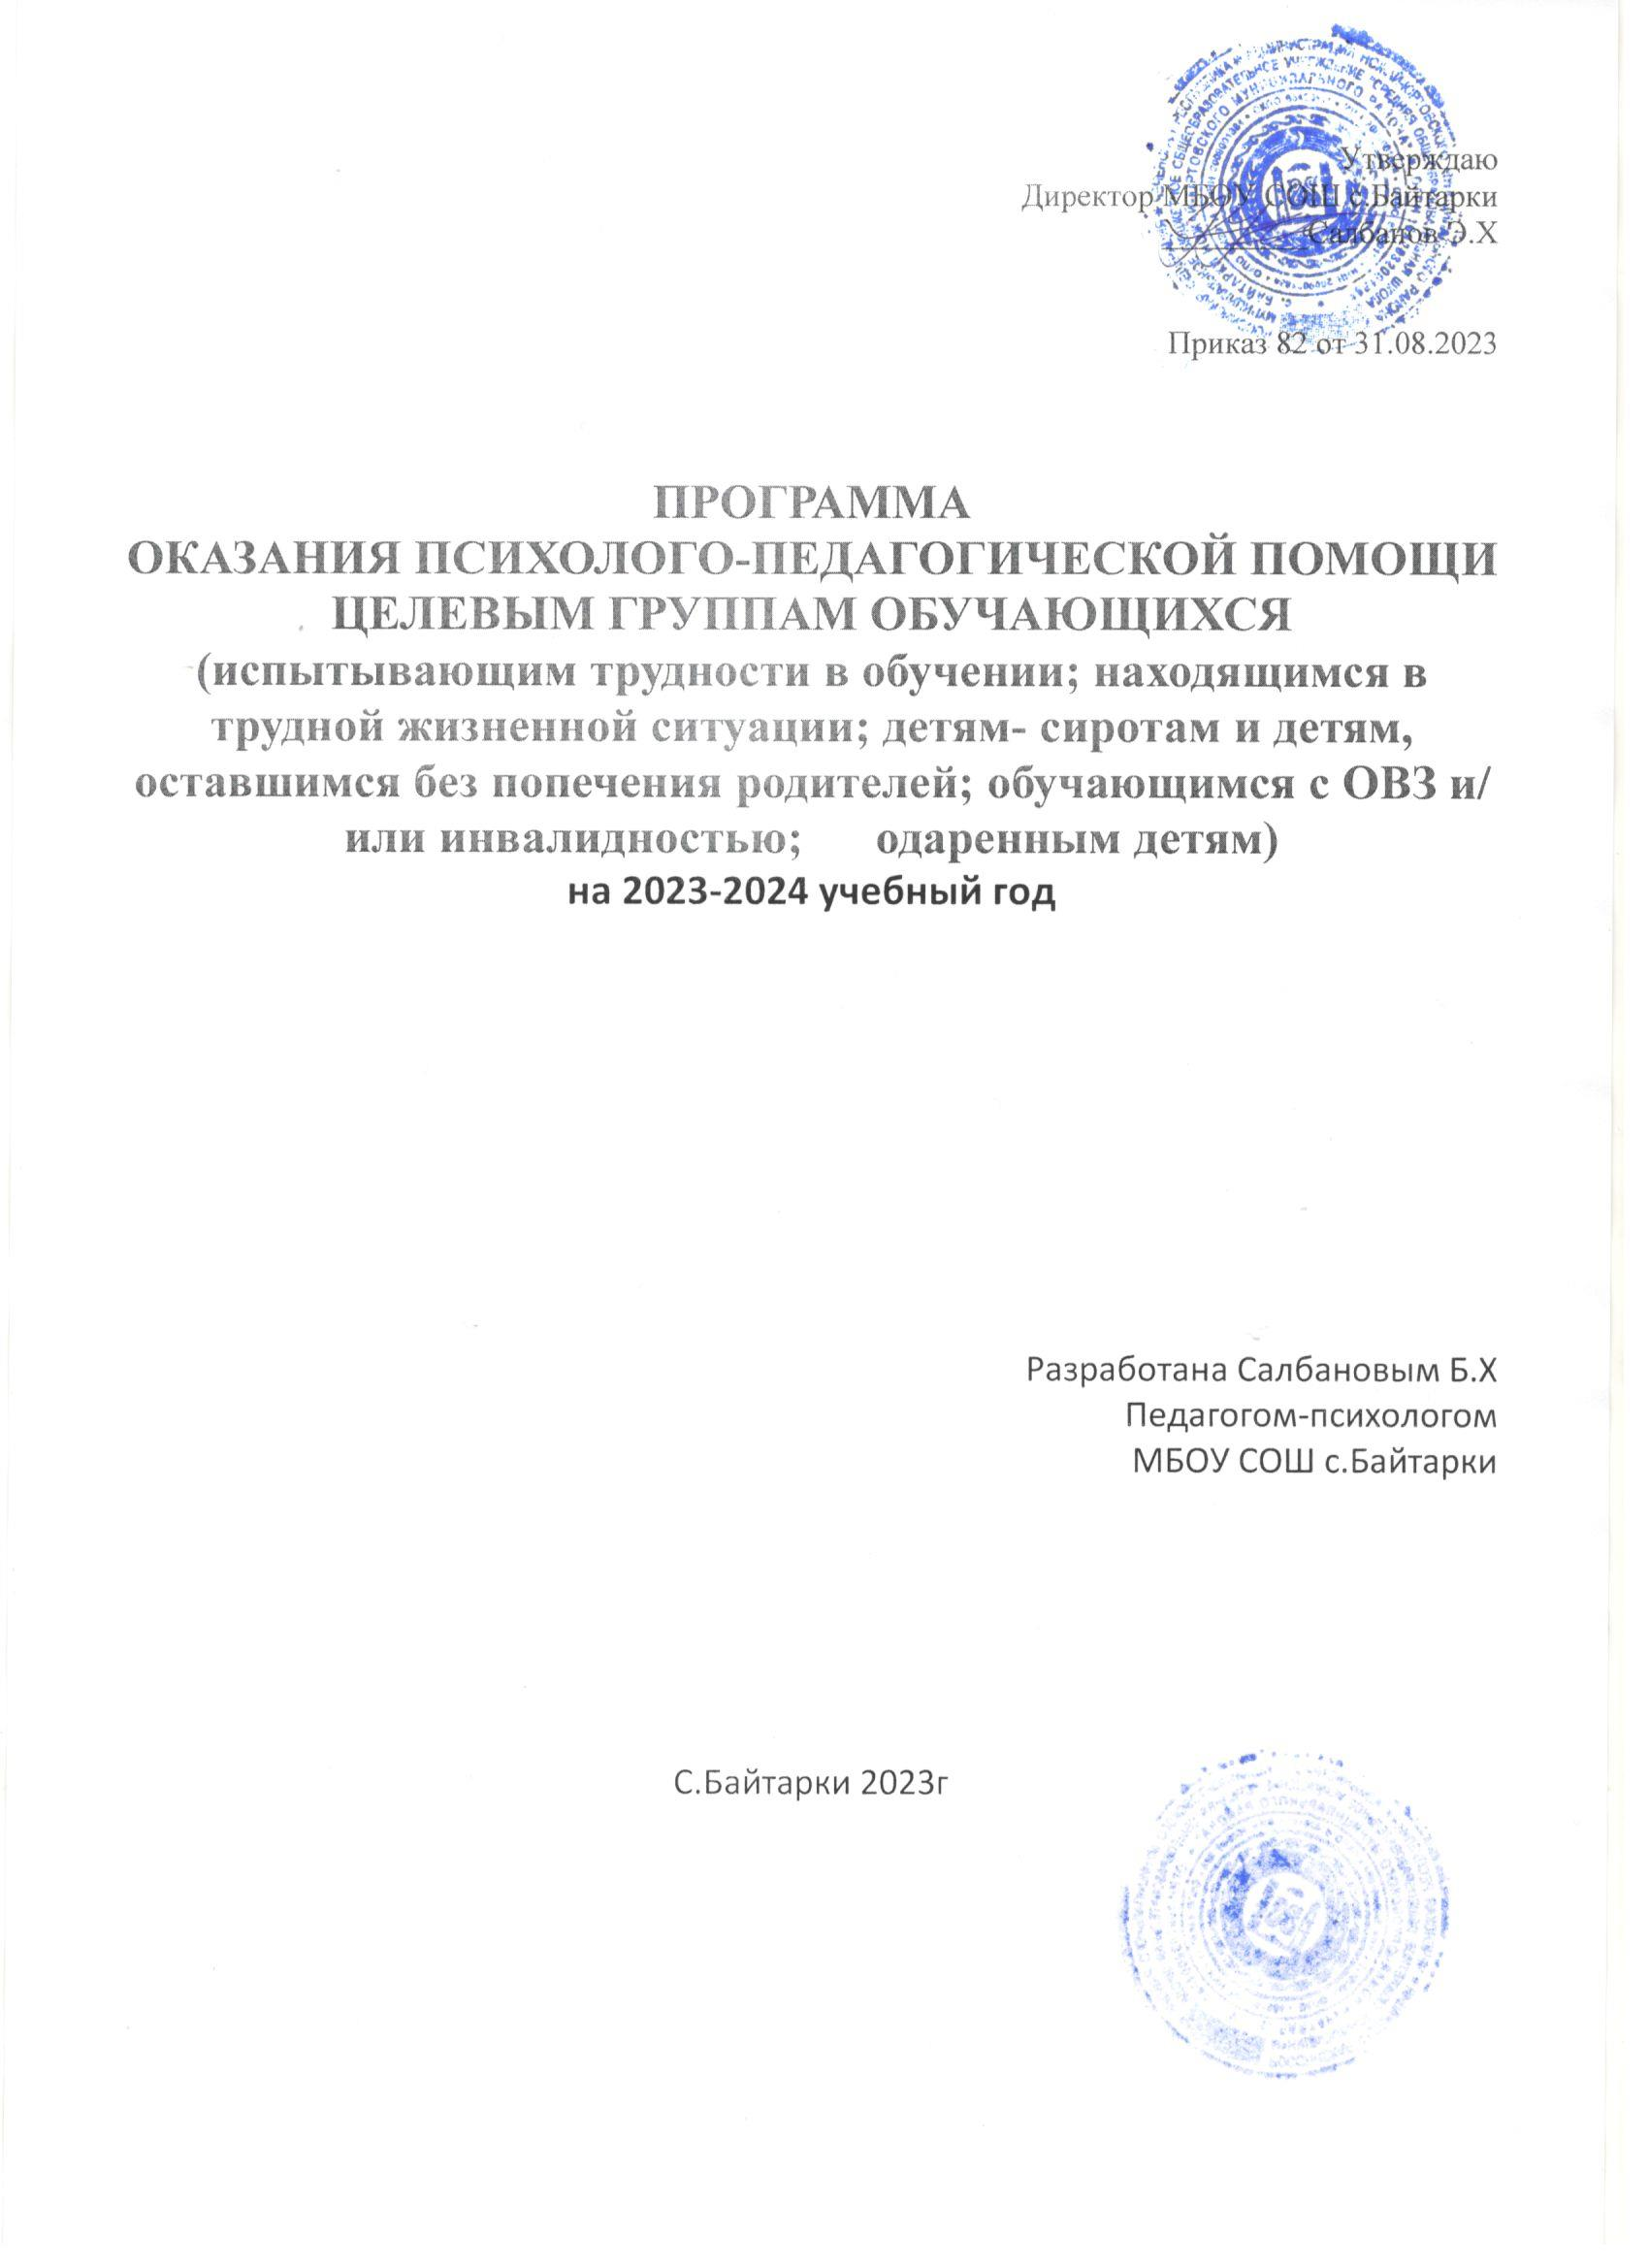 Утверждаю
Директор МБОУ СОШ с.Байтарки
Салбанов Э.Х
Приказ 82 от 31.08.2023
ПРОГРАММА
ОКАЗАНИЯ ПСИХОЛОГО-ПЕДАГОГИЧЕСКОЙ ПОМОЩИ
ЦЕЛЕВЫМ ГРУППАМ ОБУЧАЮЩИХСЯ
(испытывающим трудности в обучении; находящимся в
трудной жизненной ситуации; детям- сиротам и детям,
оставшимся без попечения родителей; обучающимся с ОВЗ и/
или инвалидностью; одаренным детям)
на 2023-2024 учебный год
Разработана Салбановым Б.Х
Педагогом-психологом
МБОУ СОШ с.Байтарки
С.Байтарки 2023г